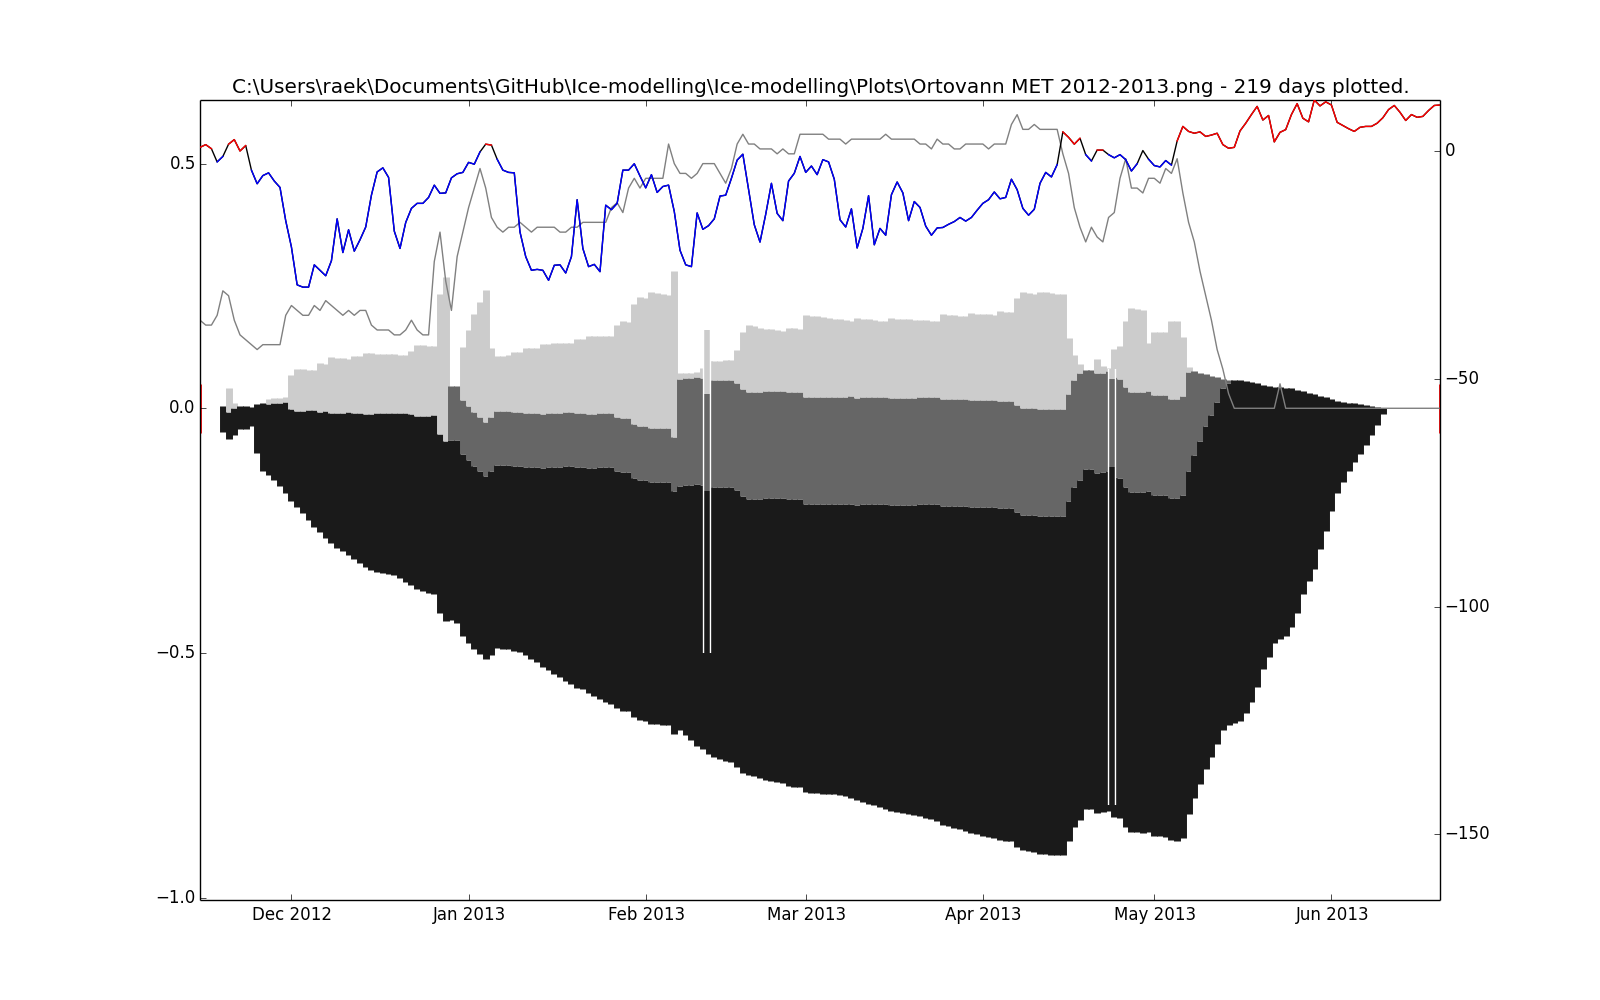 C:\Users\raek\Documents\GitHub\Ice-modelling\Ice-modelling\Plots\Ortovann MET 2012-2013.png - 219 days plotted.
0.5
0.0
−0.5
−1.0
0
−50
−100
−150
Dec 2012
Jan 2013
Feb 2013
Mar 2013
Apr 2013
May 2013
Jun 2013